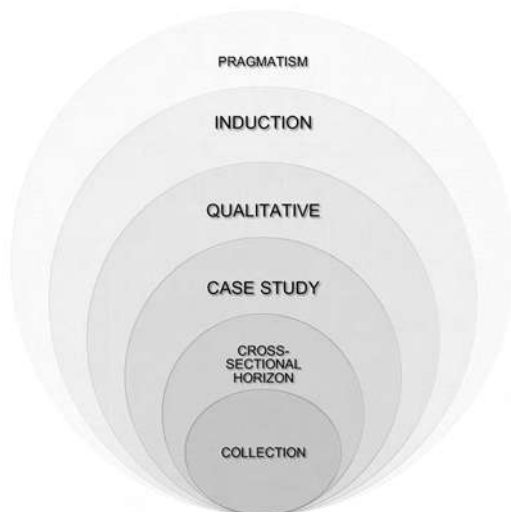 PRAGMATISM
INDUCTION
QUALITATIVE
CASE STUDY
CROSS-
SECTIONAL
HORIZON
COLLECTION